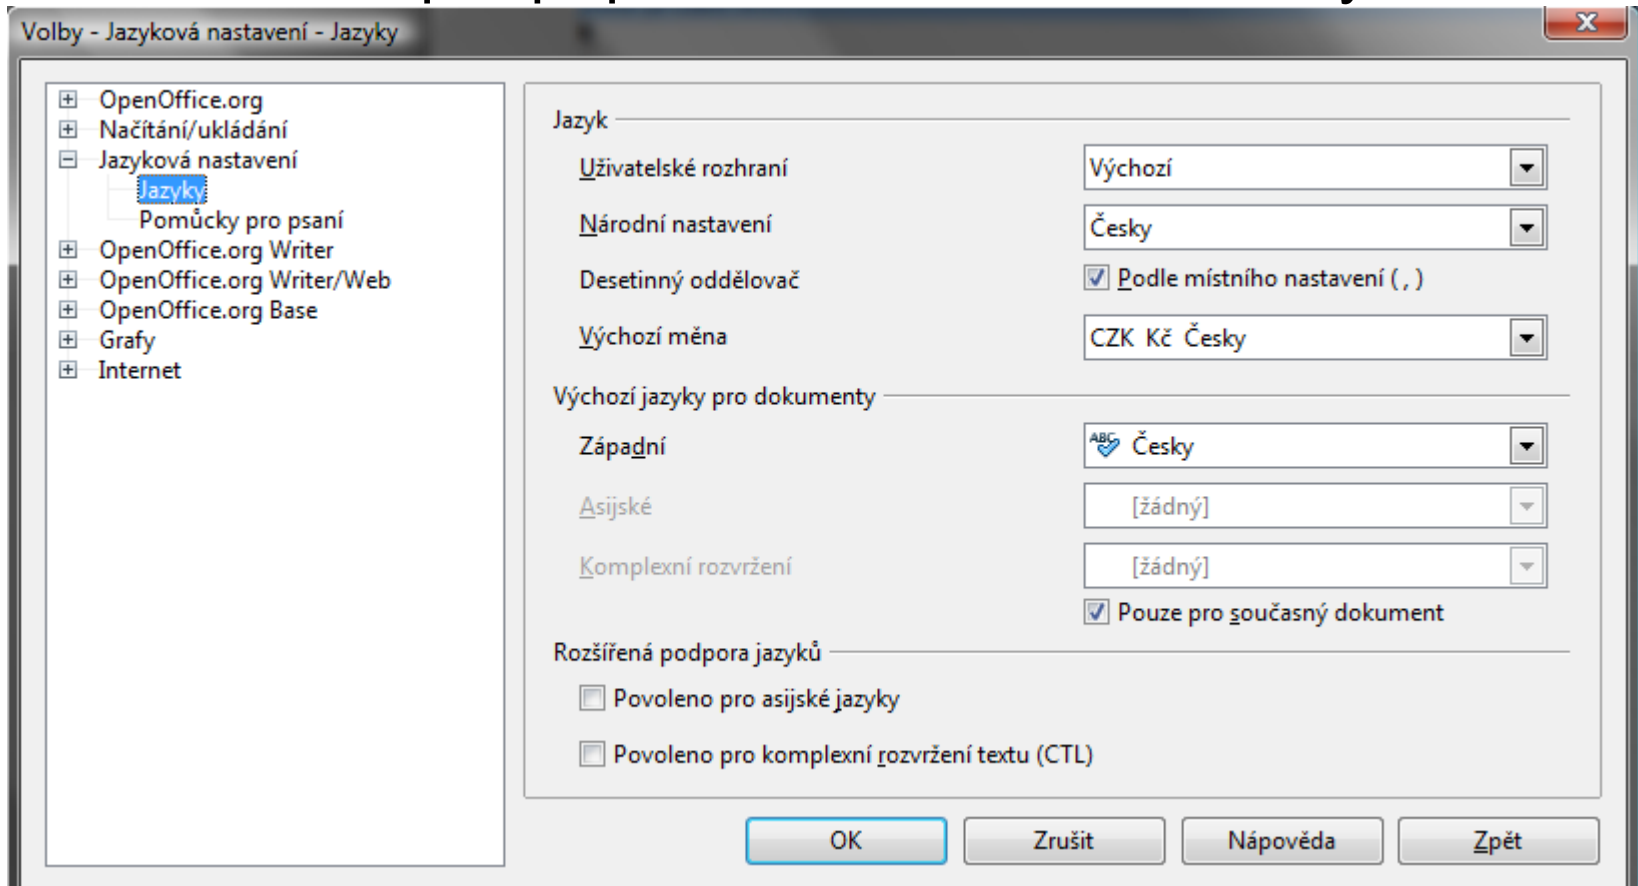 Volby - Jazyková nastavení - Jazyky
OpenOffice.org
Načítání/ukládání
Jazyková nastavení
Jazyky
Pomůcky pro psaní
OpenOffice.org Writer
OpenOffice.org Writer/Web
OpenOffice.org Base
Grafy
Internet
Jazyk
Uživatelské rozhraní
Výchozí
Národní nastavení
Česky
Desetinný oddělovač
Podle místního nastavení ( , )
Výchozí měna
CZK Kč Česky
Výchozí jazyky pro dokumenty
Západní
ABC Česky
Asijské
[žádný]
Komplexní rozvržení
[žádný]
Pouze pro současný dokument
Rozšířená podpora jazyků
Povoleno pro asijské jazyky
Povoleno pro komplexní rozvržení textu (CTL)
OK
Zrušit
Nápověda
Zpět